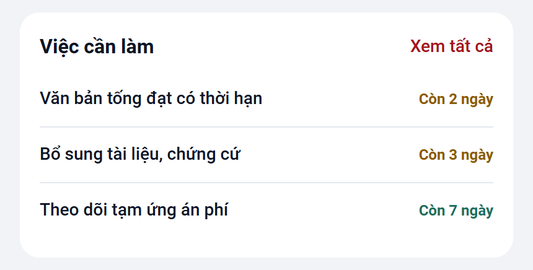 Việc cần làm Xem tất cả
Văn bản tống đạt có thời hạn Còn 2 ngày
Bổ sung tài liệu, chứng cứ Còn 3 ngày
Theo dõi tạm ứng án phí Còn 7 ngày